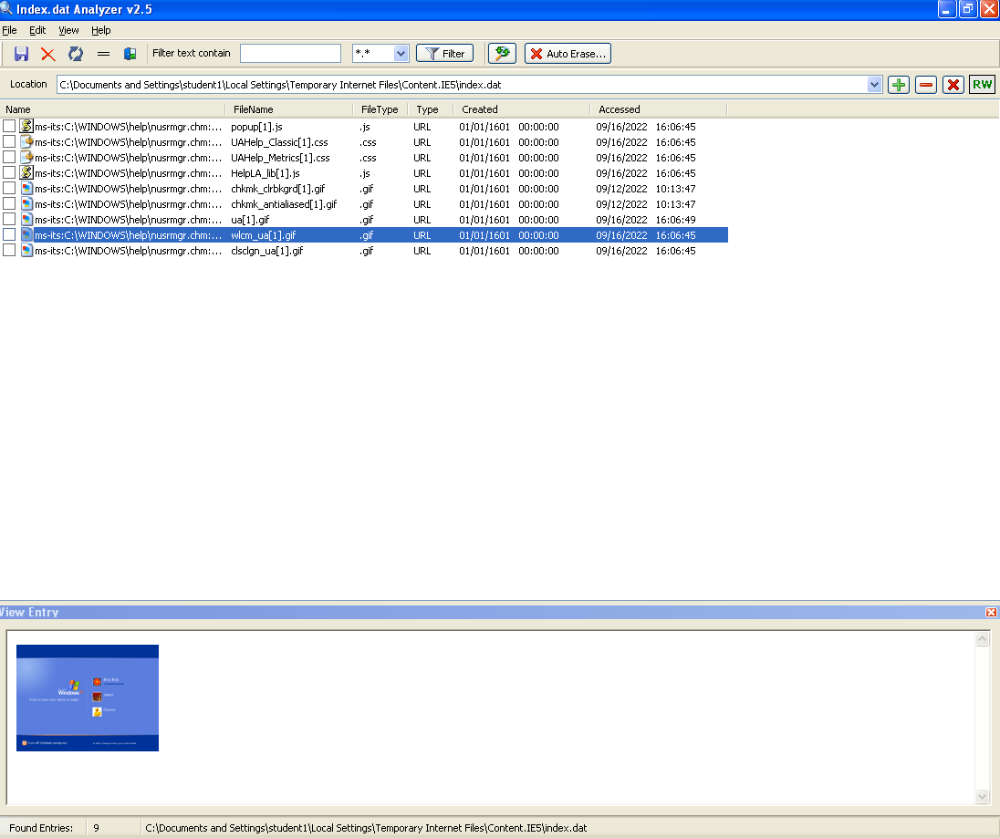 Index.dat Analyzer v2.5
File Edit View Help
Filter text contain *.* Filter Auto Erase...
Location C:\Documents and Settings\student1\Local Settings\Temporary Internet Files\Content.IE5\index.dat RW
Name FileName FileType Type Created Accessed
ms-its:C:\WINDOWS\help\nusrmgr.chm:... popup[1].js .js URL 01/01/1601 00:00:00 09/16/2022 16:06:45
ms-its:C:\WINDOWS\help\nusrmgr.chm:... UAHelp_Classic[1].css .css URL 01/01/1601 00:00:00 09/16/2022 16:06:45
ms-its:C:\WINDOWS\help\nusrmgr.chm:... UAHelp_Metrics[1].css .css URL 01/01/1601 00:00:00 09/16/2022 16:06:45
ms-its:C:\WINDOWS\help\nusrmgr.chm:... HelpLA_lib[1].js .js URL 01/01/1601 00:00:00 09/16/2022 16:06:45
ms-its:C:\WINDOWS\help\nusrmgr.chm:... chkmk_clrbkgrd[1].gif .gif URL 01/01/1601 00:00:00 09/12/2022 10:13:47
ms-its:C:\WINDOWS\help\nusrmgr.chm:... chkmk_antialiased[1].gif .gif URL 01/01/1601 00:00:00 09/12/2022 10:13:47
ms-its:C:\WINDOWS\help\nusrmgr.chm:... ua[1].gif .gif URL 01/01/1601 00:00:00 09/16/2022 16:06:49
ms-its:C:\WINDOWS\help\nusrmgr.chm:... wlcm_ua[1].gif .gif URL 01/01/1601 00:00:00 09/16/2022 16:06:45
ms-its:C:\WINDOWS\help\nusrmgr.chm:... clsclgn_ua[1].gif .gif URL 01/01/1601 00:00:00 09/16/2022 16:06:45
View Entry
Windows
Found Entries: 9 C:\Documents and Settings\student1\Local Settings\Temporary Internet Files\Content.IE5\index.dat